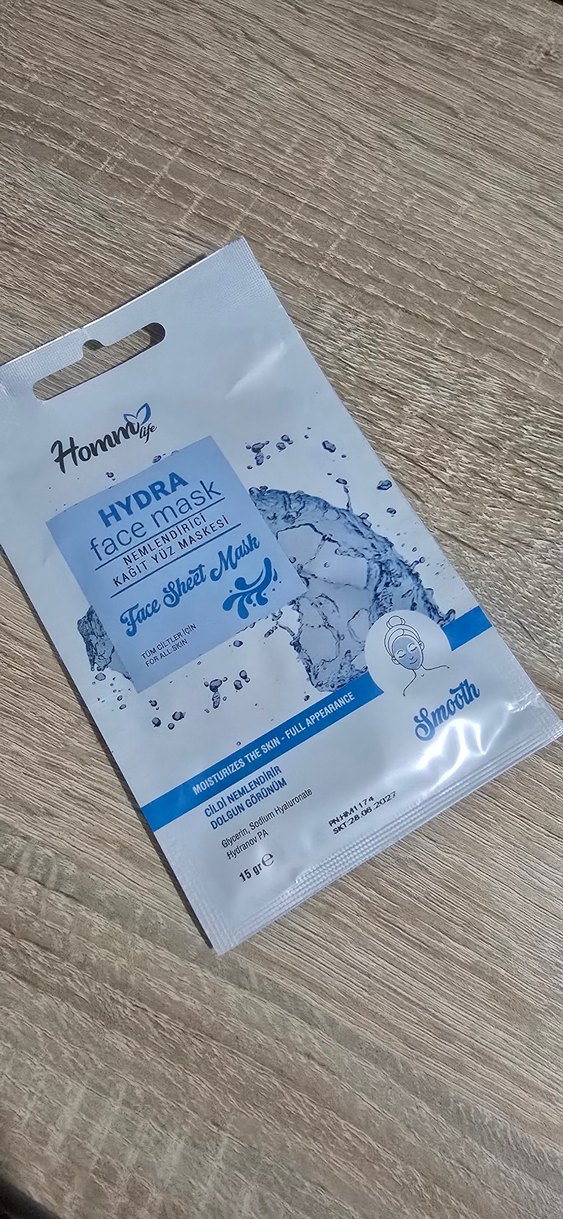 Homm life
HYDRA
face mask
NEMLENDİRİCİ
KAĞIT YÜZ MASKESİ
Face Sheet Mask
TÜM CİLTLER İÇİN
FOR ALL SKIN
Smooth
MOISTURIZES THE SKIN - FULL APPEARANCE
CİLDİ NEMLENDİRİR
DOLGUN GÖRÜNÜM
Glycerin, Sodium Hyaluronate
Hydranov PA
15 gr ℮
PN:HM1174
SKT:28.06.2027